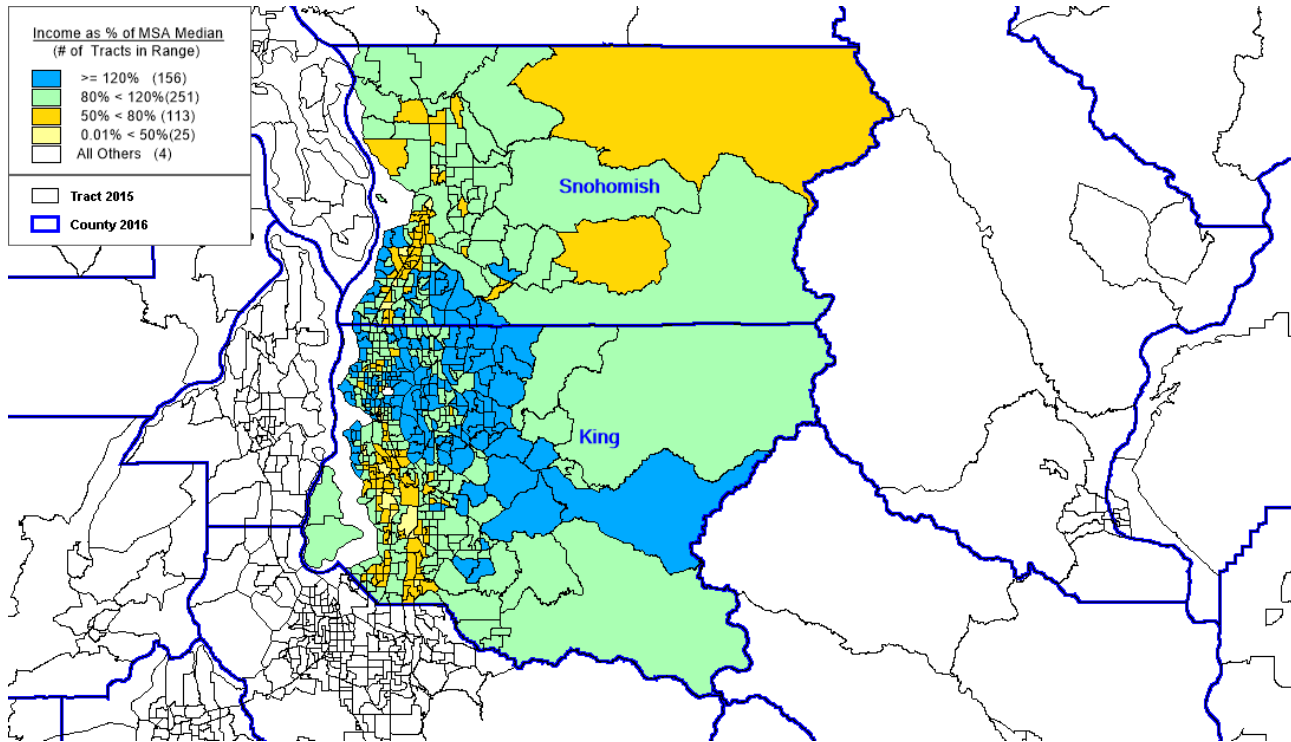 Income as % of MSA Median
(# of Tracts in Range)
>= 120% (156)
80% < 120%(251)
50% < 80% (113)
0.01% < 50%(25)
All Others (4)
Tract 2015
County 2016
Snohomish
King